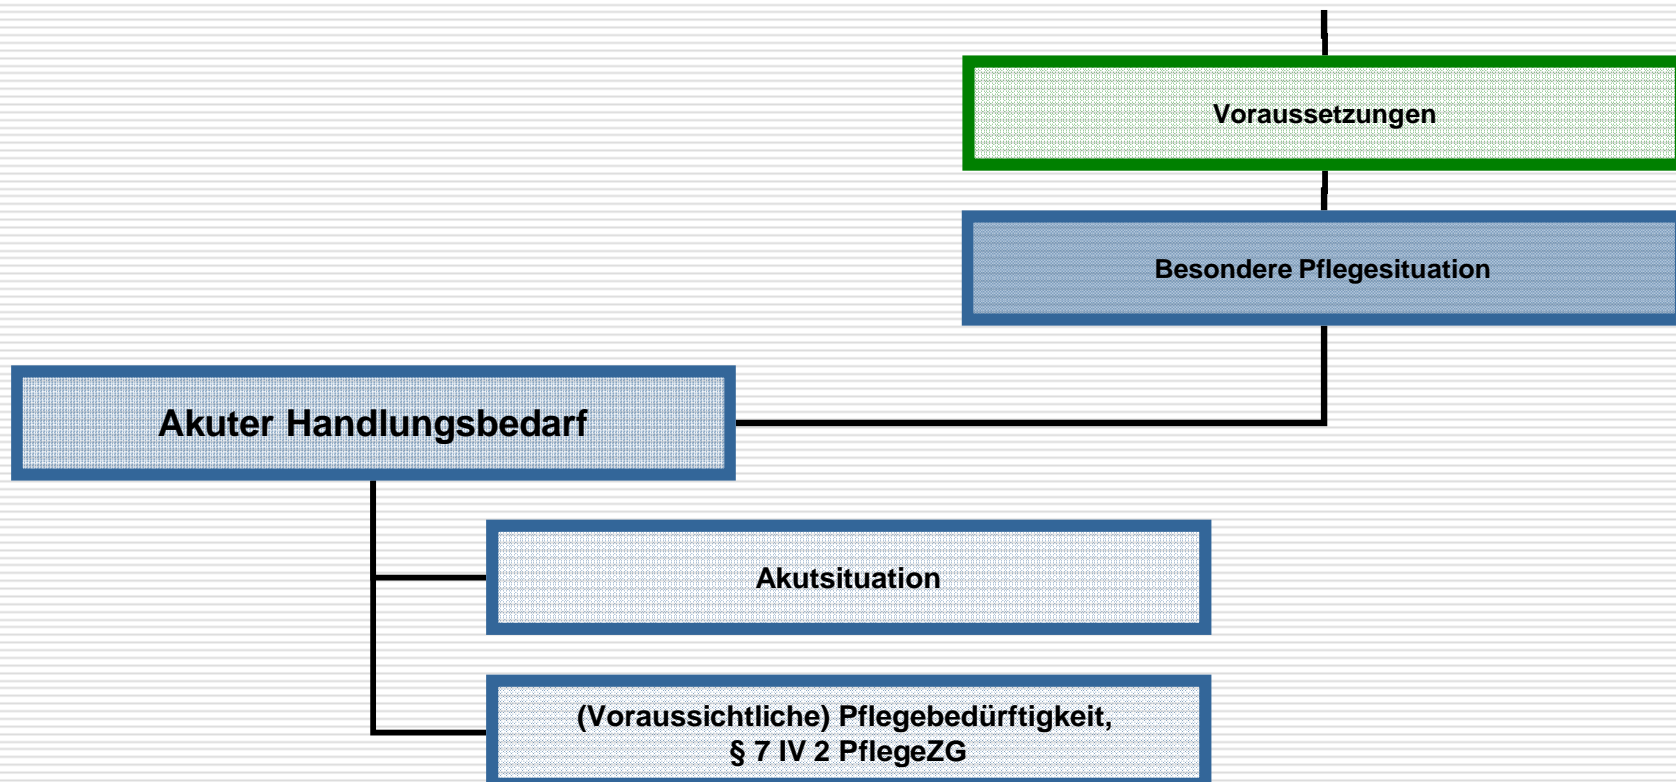 Voraussetzungen
Besondere Pflegesituation
Akuter Handlungsbedarf
Akutsituation
(Voraussichtliche) Pflegebedürftigkeit,
§ 7 IV 2 PflegeZG